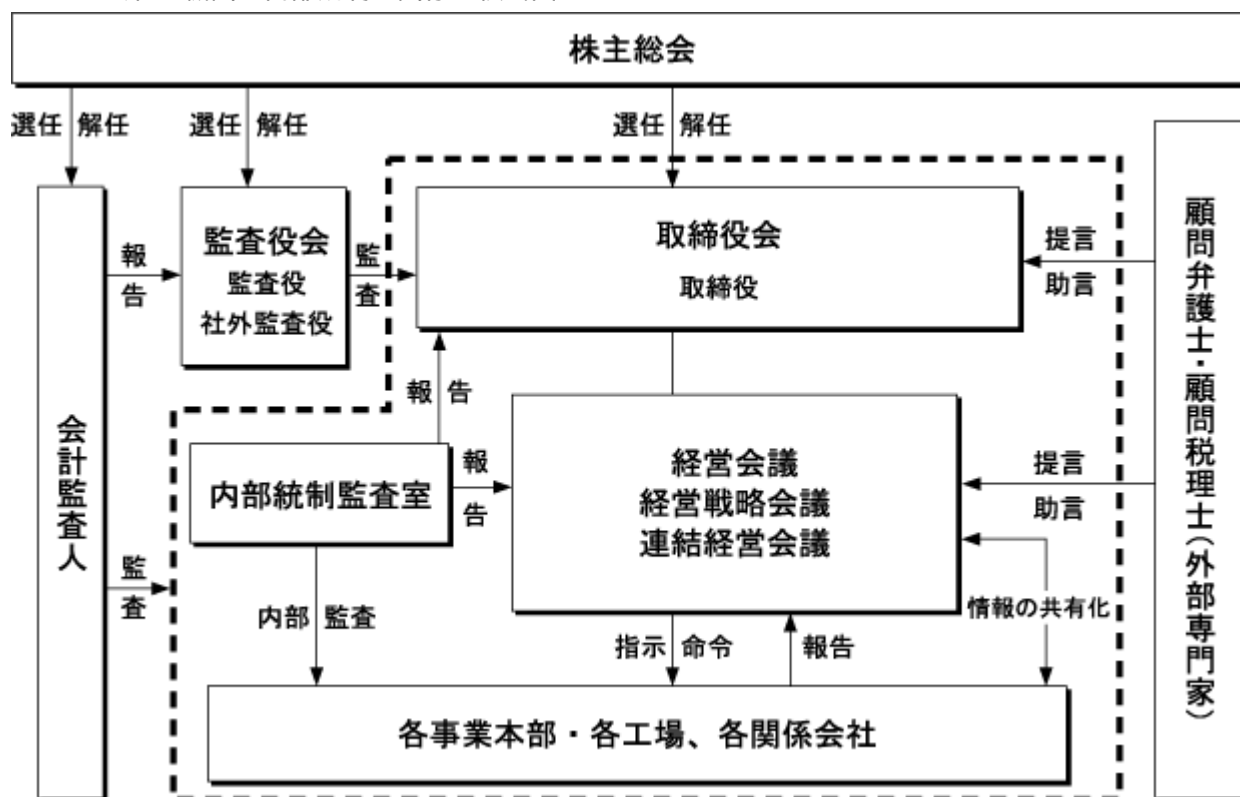 株主総会
選任 解任
選任 解任
選任 解任
監査役会
監査役
社外監査役
報告
監査
取締役会
取締役
提言
助言
顧問弁護士・顧問税理士(外部専門家)
会計監査人
報告
内部統制監査室
報告
経営会議
経営戦略会議
連結経営会議
提言
助言
監査
内部 監査
指示 命令
報告
情報の共有化
各事業本部・各工場、各関係会社